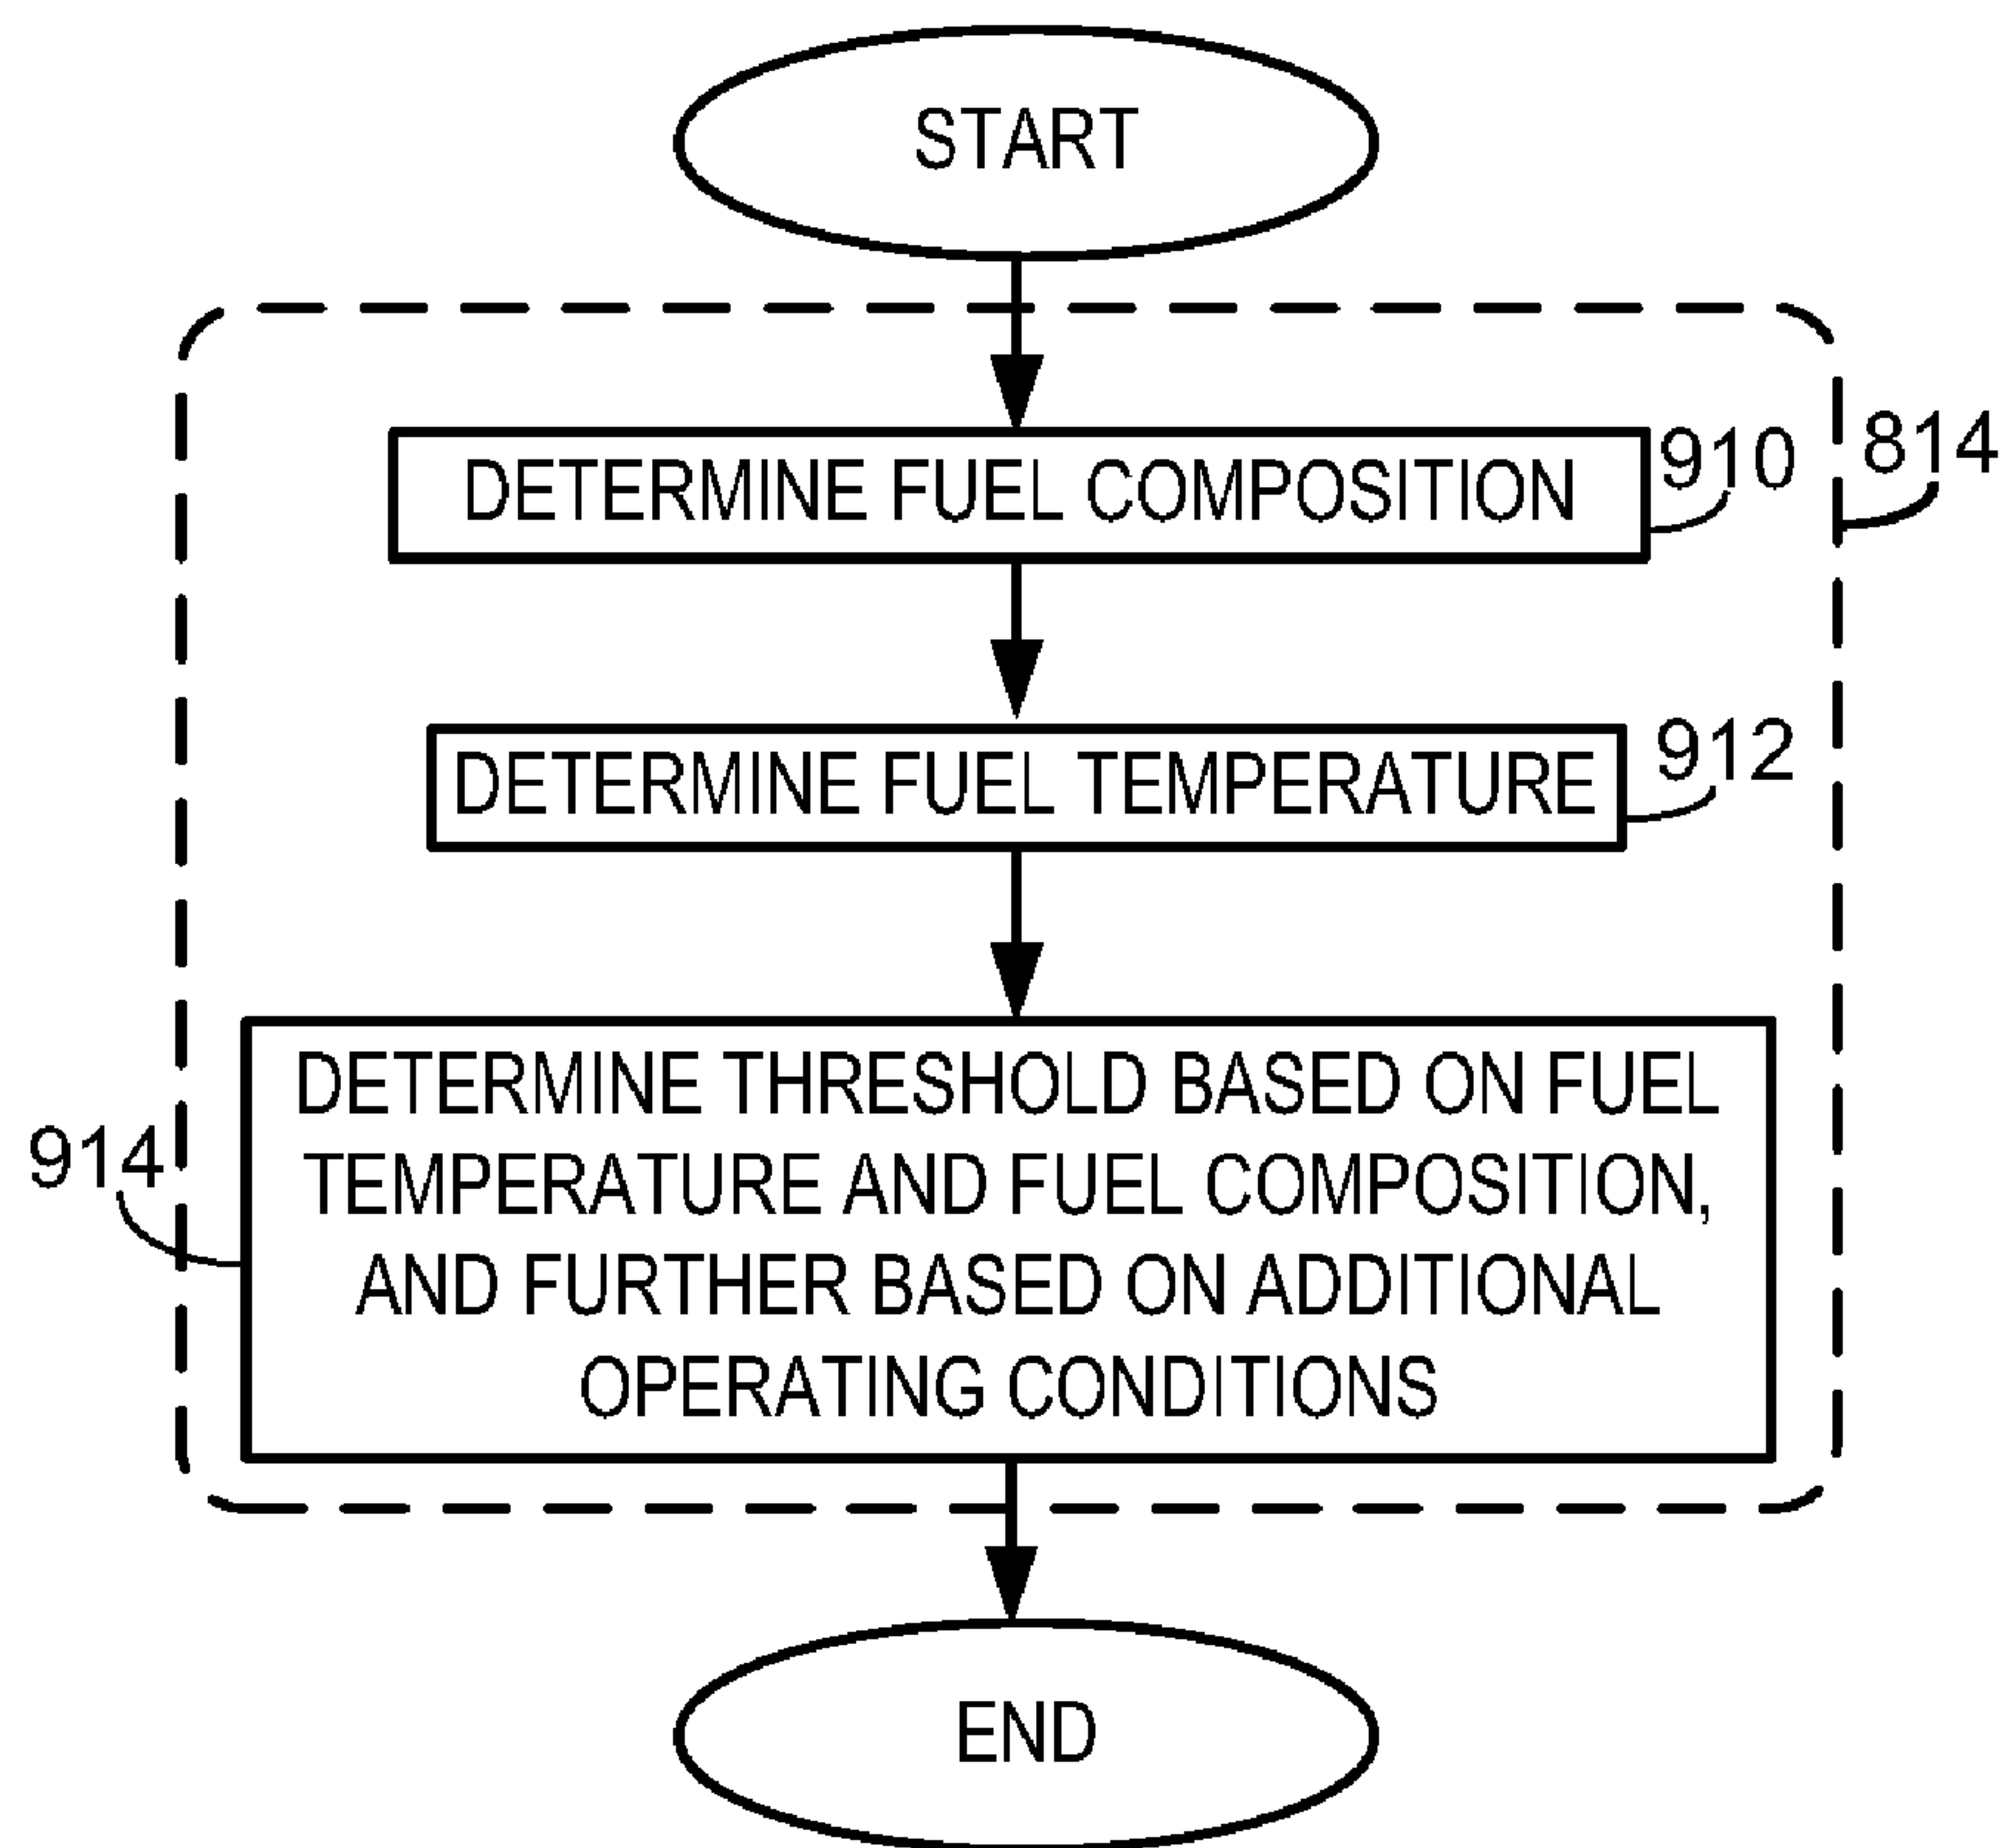 START
DETERMINE FUEL COMPOSITION
910
814
DETERMINE FUEL TEMPERATURE
912
DETERMINE THRESHOLD BASED ON FUEL
TEMPERATURE AND FUEL COMPOSITION,
AND FURTHER BASED ON ADDITIONAL
OPERATING CONDITIONS
914
END